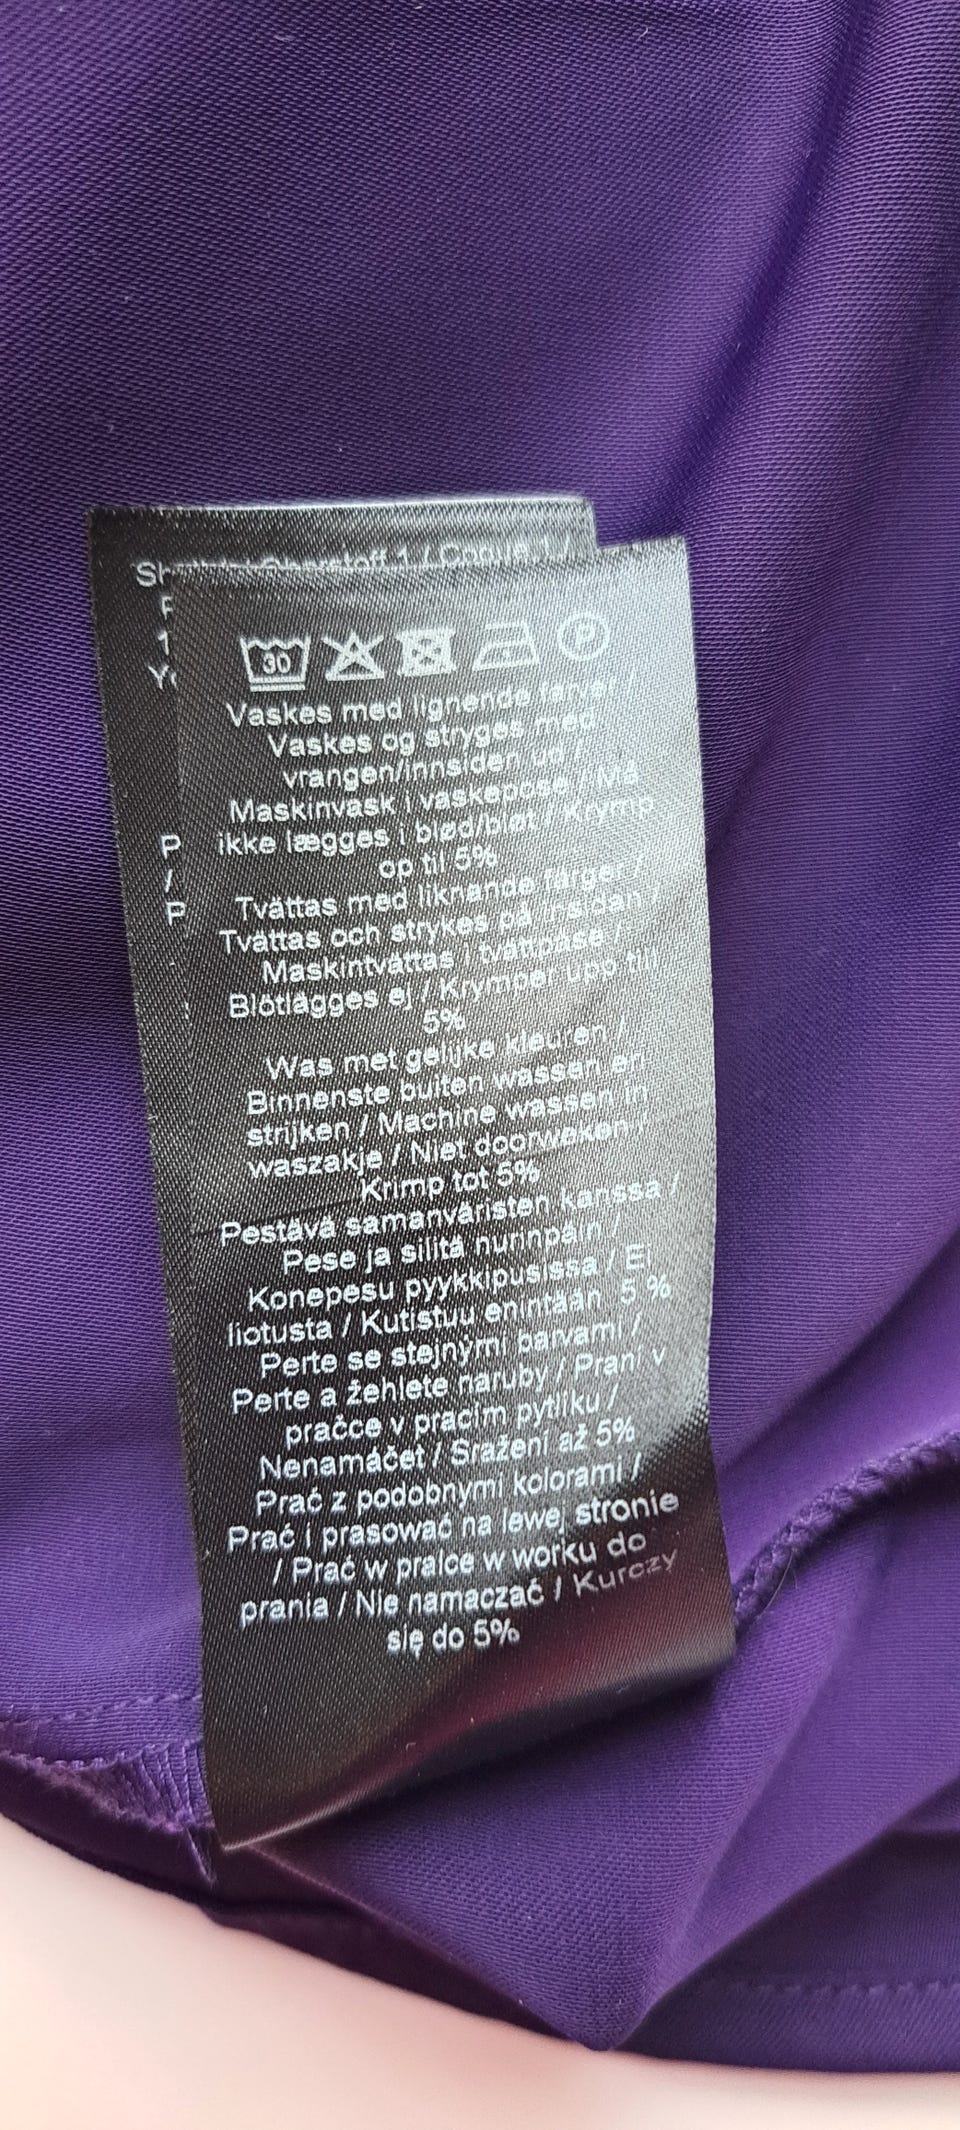 Oberstoff 1 /
30
P
Vaskes med lignende farver /
Vaskes og stryges med
vrangen/innsiden ud /
Maskinvask i vaskepose / Må
ikke lægges i blød/bløt / Krymp
op til 5%
Tvättas med liknande färger /
Tvättas och strykes på insidan /
Maskintvättas i tvättpåse /
Blötlägges ej / Krymper upp till
5%
Was met gelijke kleuren /
Binnenste buiten wassen en
strijken / Machine wassen in
waszakje / Niet doorweken /
Krimp tot 5%
Pestävä samanväristen kanssa /
Pese ja silitä nurinpäin /
Konepesu pyykkipussissa / Ei
liotusta / Kutistuu enintään 5 %
Perte se stejnými barvami /
Perte a žehlete naruby / Praní v
pračce v pracím pytlíku /
Nenamáčet / Sražení až 5%
Prać z podobnymi kolorami /
Prać i prasować na lewej stronie
/ Prać w pralce w worku do
prania / Nie namaczać / Kurczy
się do 5%
P
/
P